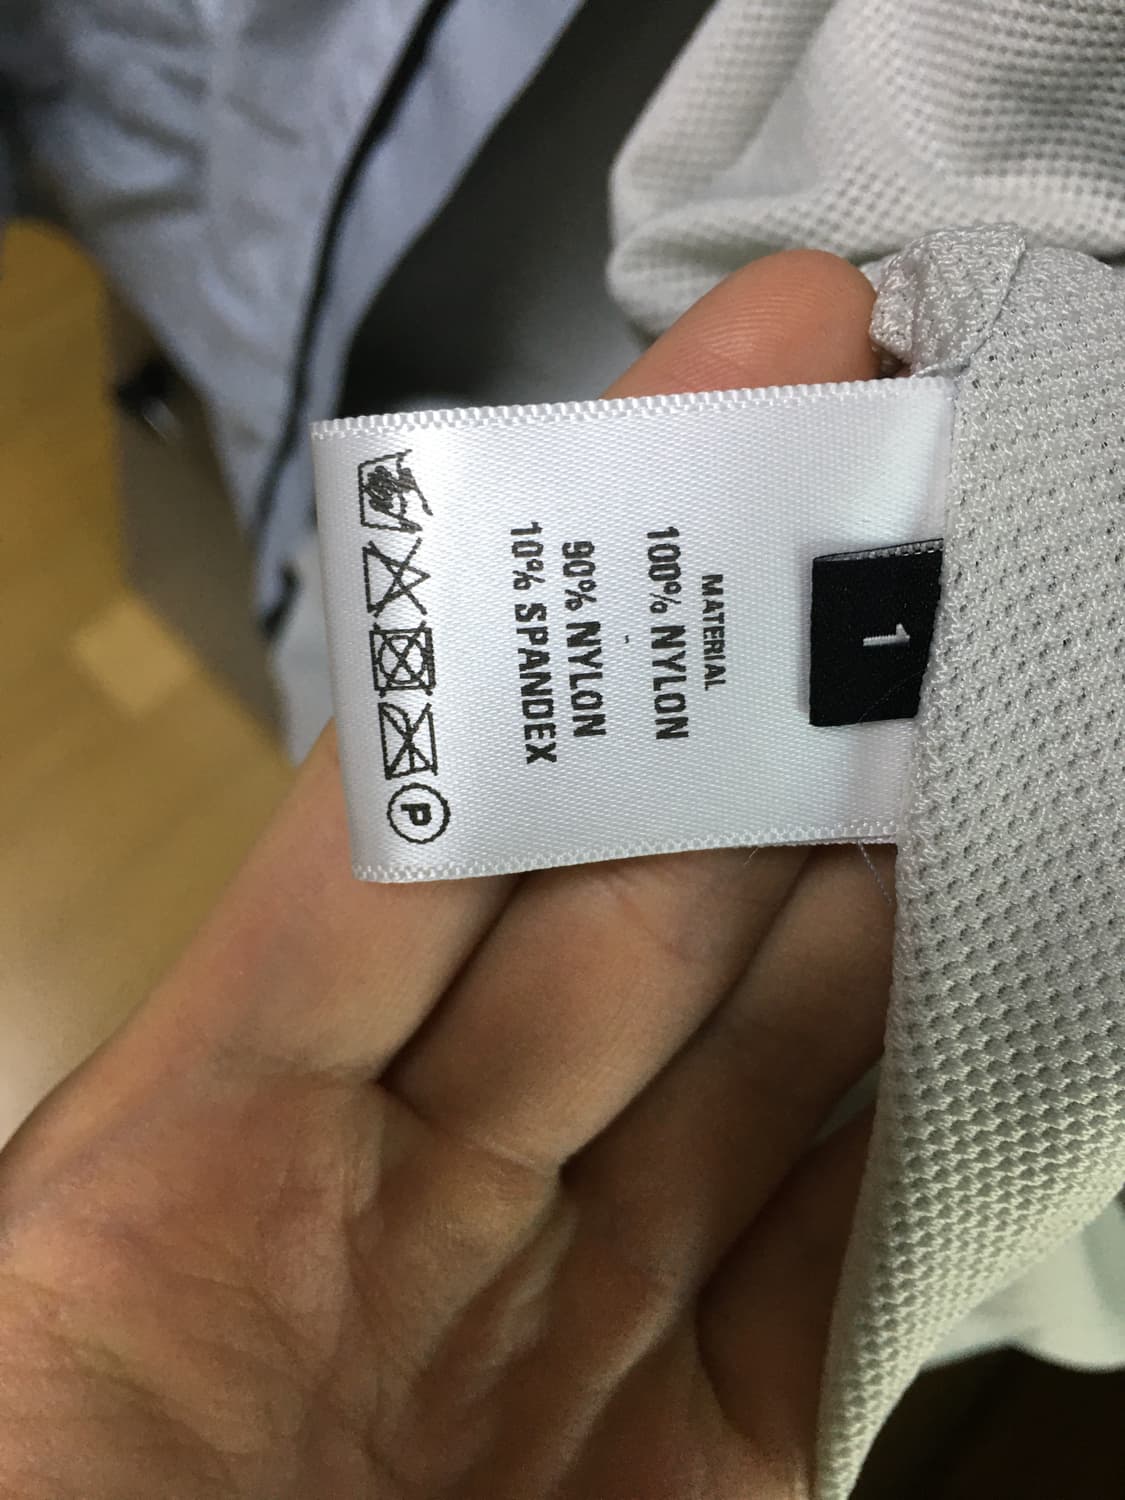 1
MATERIAL
100% NYLON
-
90% NYLON
10% SPANDEX
P